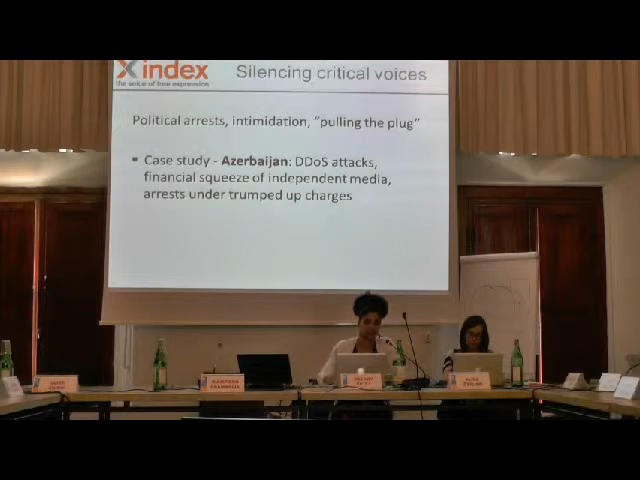 X index
the voice of free expression
Silencing critical voices
Political arrests, intimidation, "pulling the plug"
▪ Case study - Azerbaijan: DDoS attacks,
financial squeeze of independent media,
arrests under trumped up charges